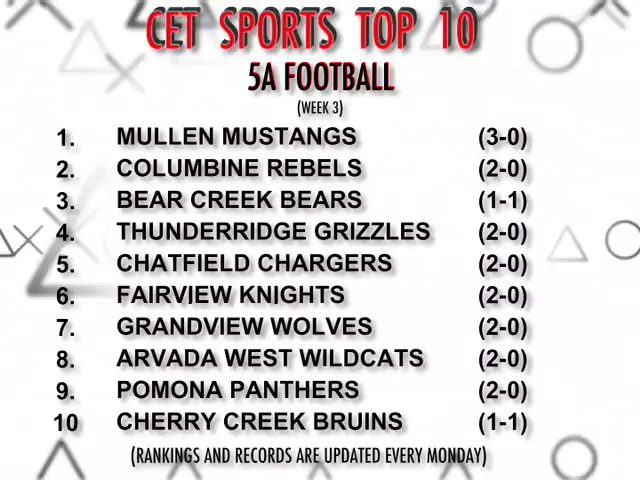 CET SPORTS TOP 10
5A FOOTBALL
(WEEK 3)
1. MULLEN MUSTANGS (3-0)
2. COLUMBINE REBELS (2-0)
3. BEAR CREEK BEARS (1-1)
4. THUNDERRIDGE GRIZZLES (2-0)
5. CHATFIELD CHARGERS (2-0)
6. FAIRVIEW KNIGHTS (2-0)
7. GRANDVIEW WOLVES (2-0)
8. ARVADA WEST WILDCATS (2-0)
9. POMONA PANTHERS (2-0)
10 CHERRY CREEK BRUINS (1-1)
(RANKINGS AND RECORDS ARE UPDATED EVERY MONDAY)